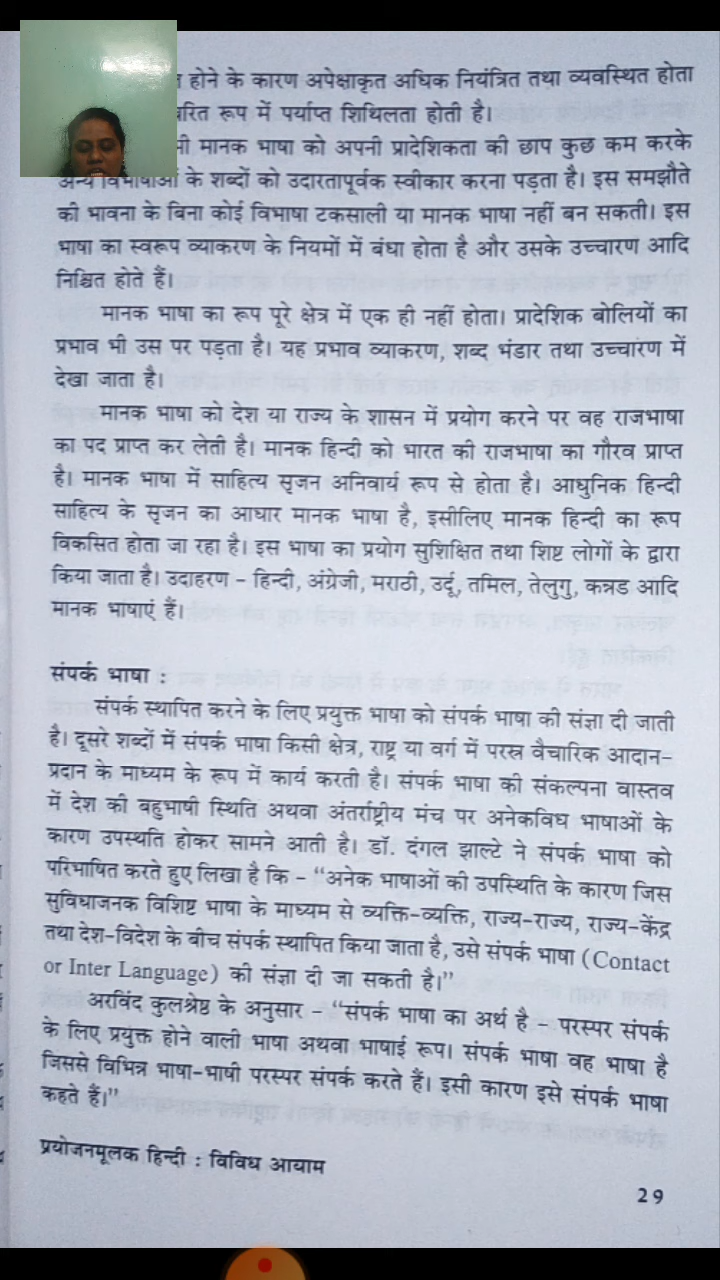 होने के कारण अपेक्षाकृत अधिक नियंत्रित तथा व्यवस्थित होता
रूप में पर्याप्त शिथिलता होती है।
मानक भाषा को अपनी प्रादेशिकता की छाप कुछ कम करके
अन्य विभाषाओं के शब्दों को उदारतापूर्वक स्वीकार करना पड़ता है। इस समझौते
की भावना के बिना कोई विभाषा टकसाली या मानक भाषा नहीं बन सकती। इस
भाषा का स्वरूप व्याकरण के नियमों में बंधा होता है और उसके उच्चारण आदि
निश्चित होते हैं।
मानक भाषा का रूप पूरे क्षेत्र में एक ही नहीं होता। प्रादेशिक बोलियों का
प्रभाव भी उस पर पड़ता है। यह प्रभाव व्याकरण, शब्द भंडार तथा उच्चारण में
देखा जाता है।
मानक भाषा को देश या राज्य के शासन में प्रयोग करने पर वह राजभाषा
का पद प्राप्त कर लेती है। मानक हिन्दी को भारत की राजभाषा का गौरव प्राप्त
है। मानक भाषा में साहित्य सृजन अनिवार्य रूप से होता है। आधुनिक हिन्दी
साहित्य के सृजन का आधार मानक भाषा है, इसीलिए मानक हिन्दी का रूप
विकसित होता जा रहा है। इस भाषा का प्रयोग सुशिक्षित तथा शिष्ट लोगों के द्वारा
किया जाता है। उदाहरण – हिन्दी, अंग्रेजी, मराठी, उर्दू, तमिल, तेलुगु, कन्नड आदि
मानक भाषाएं हैं।
संपर्क भाषा :
संपर्क स्थापित करने के लिए प्रयुक्त भाषा को संपर्क भाषा की संज्ञा दी जाती
है। दूसरे शब्दों में संपर्क भाषा किसी क्षेत्र, राष्ट्र या वर्ग में परस्र वैचारिक आदान-
प्रदान के माध्यम के रूप में कार्य करती है। संपर्क भाषा की संकल्पना वास्तव
में देश की बहुभाषी स्थिति अथवा अंतर्राष्ट्रीय मंच पर अनेकविध भाषाओं के
कारण उपस्थति होकर सामने आती है। डॉ. दंगल झाल्टे ने संपर्क भाषा को
परिभाषित करते हुए लिखा है कि – “अनेक भाषाओं की उपस्थिति के कारण जिस
सुविधाजनक विशिष्ट भाषा के माध्यम से व्यक्ति-व्यक्ति, राज्य-राज्य, राज्य-केंद्र
तथा देश-विदेश के बीच संपर्क स्थापित किया जाता है, उसे संपर्क भाषा (Contact
or Inter Language) की संज्ञा दी जा सकती है।”
अरविंद कुलश्रेष्ठ के अनुसार – “संपर्क भाषा का अर्थ है – परस्पर संपर्क
के लिए प्रयुक्त होने वाली भाषा अथवा भाषाई रूप। संपर्क भाषा वह भाषा है
जिससे विभिन्न भाषा-भाषी परस्पर संपर्क करते हैं। इसी कारण इसे संपर्क भाषा
कहते हैं।”
प्रयोजनमूलक हिन्दी : विविध आयाम
29